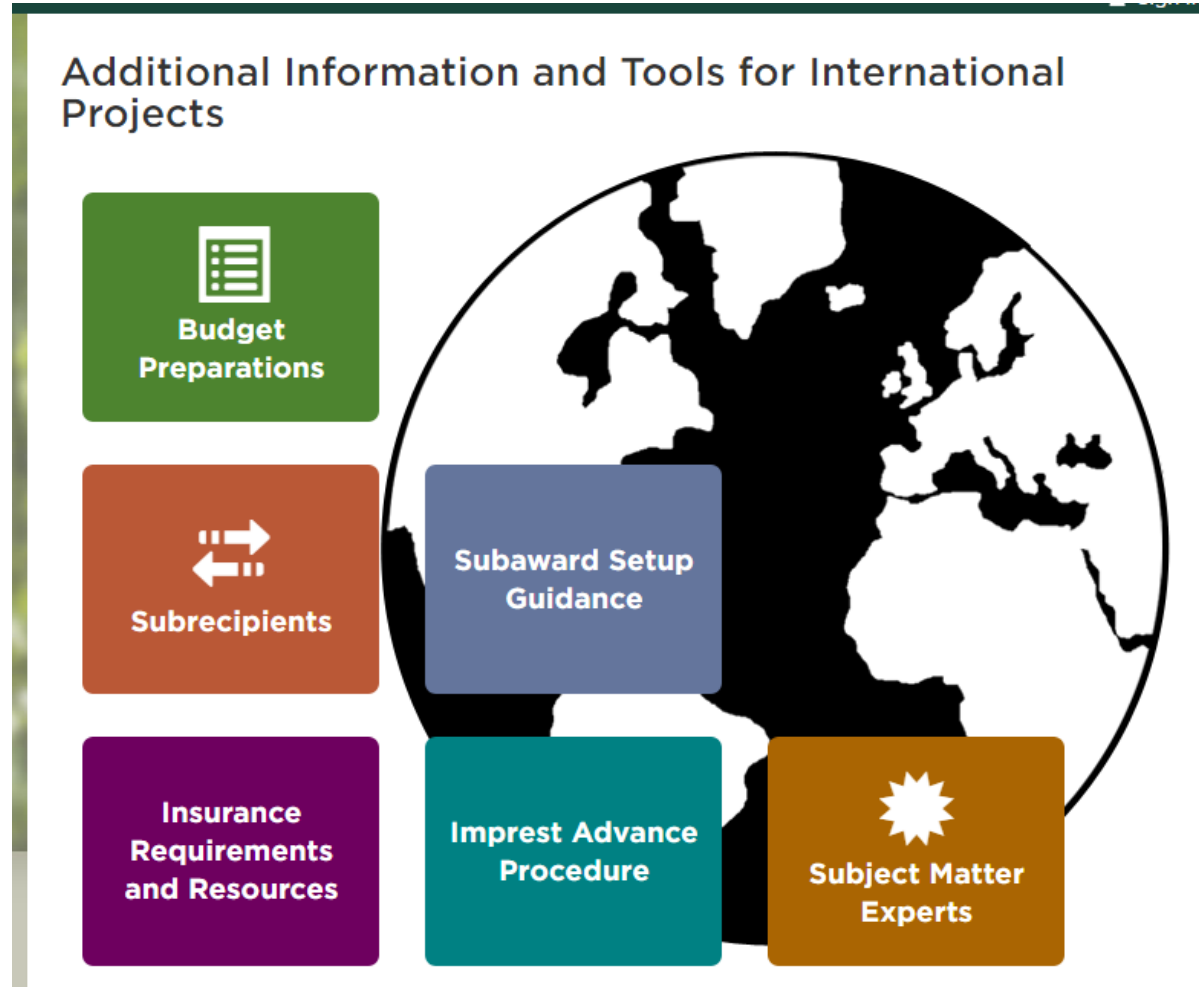 Additional Information and Tools for International
Projects
Budget
Preparations
Subrecipients
Subaward Setup
Guidance
Insurance
Requirements
and Resources
Imprest Advance
Procedure
Subject Matter
Experts